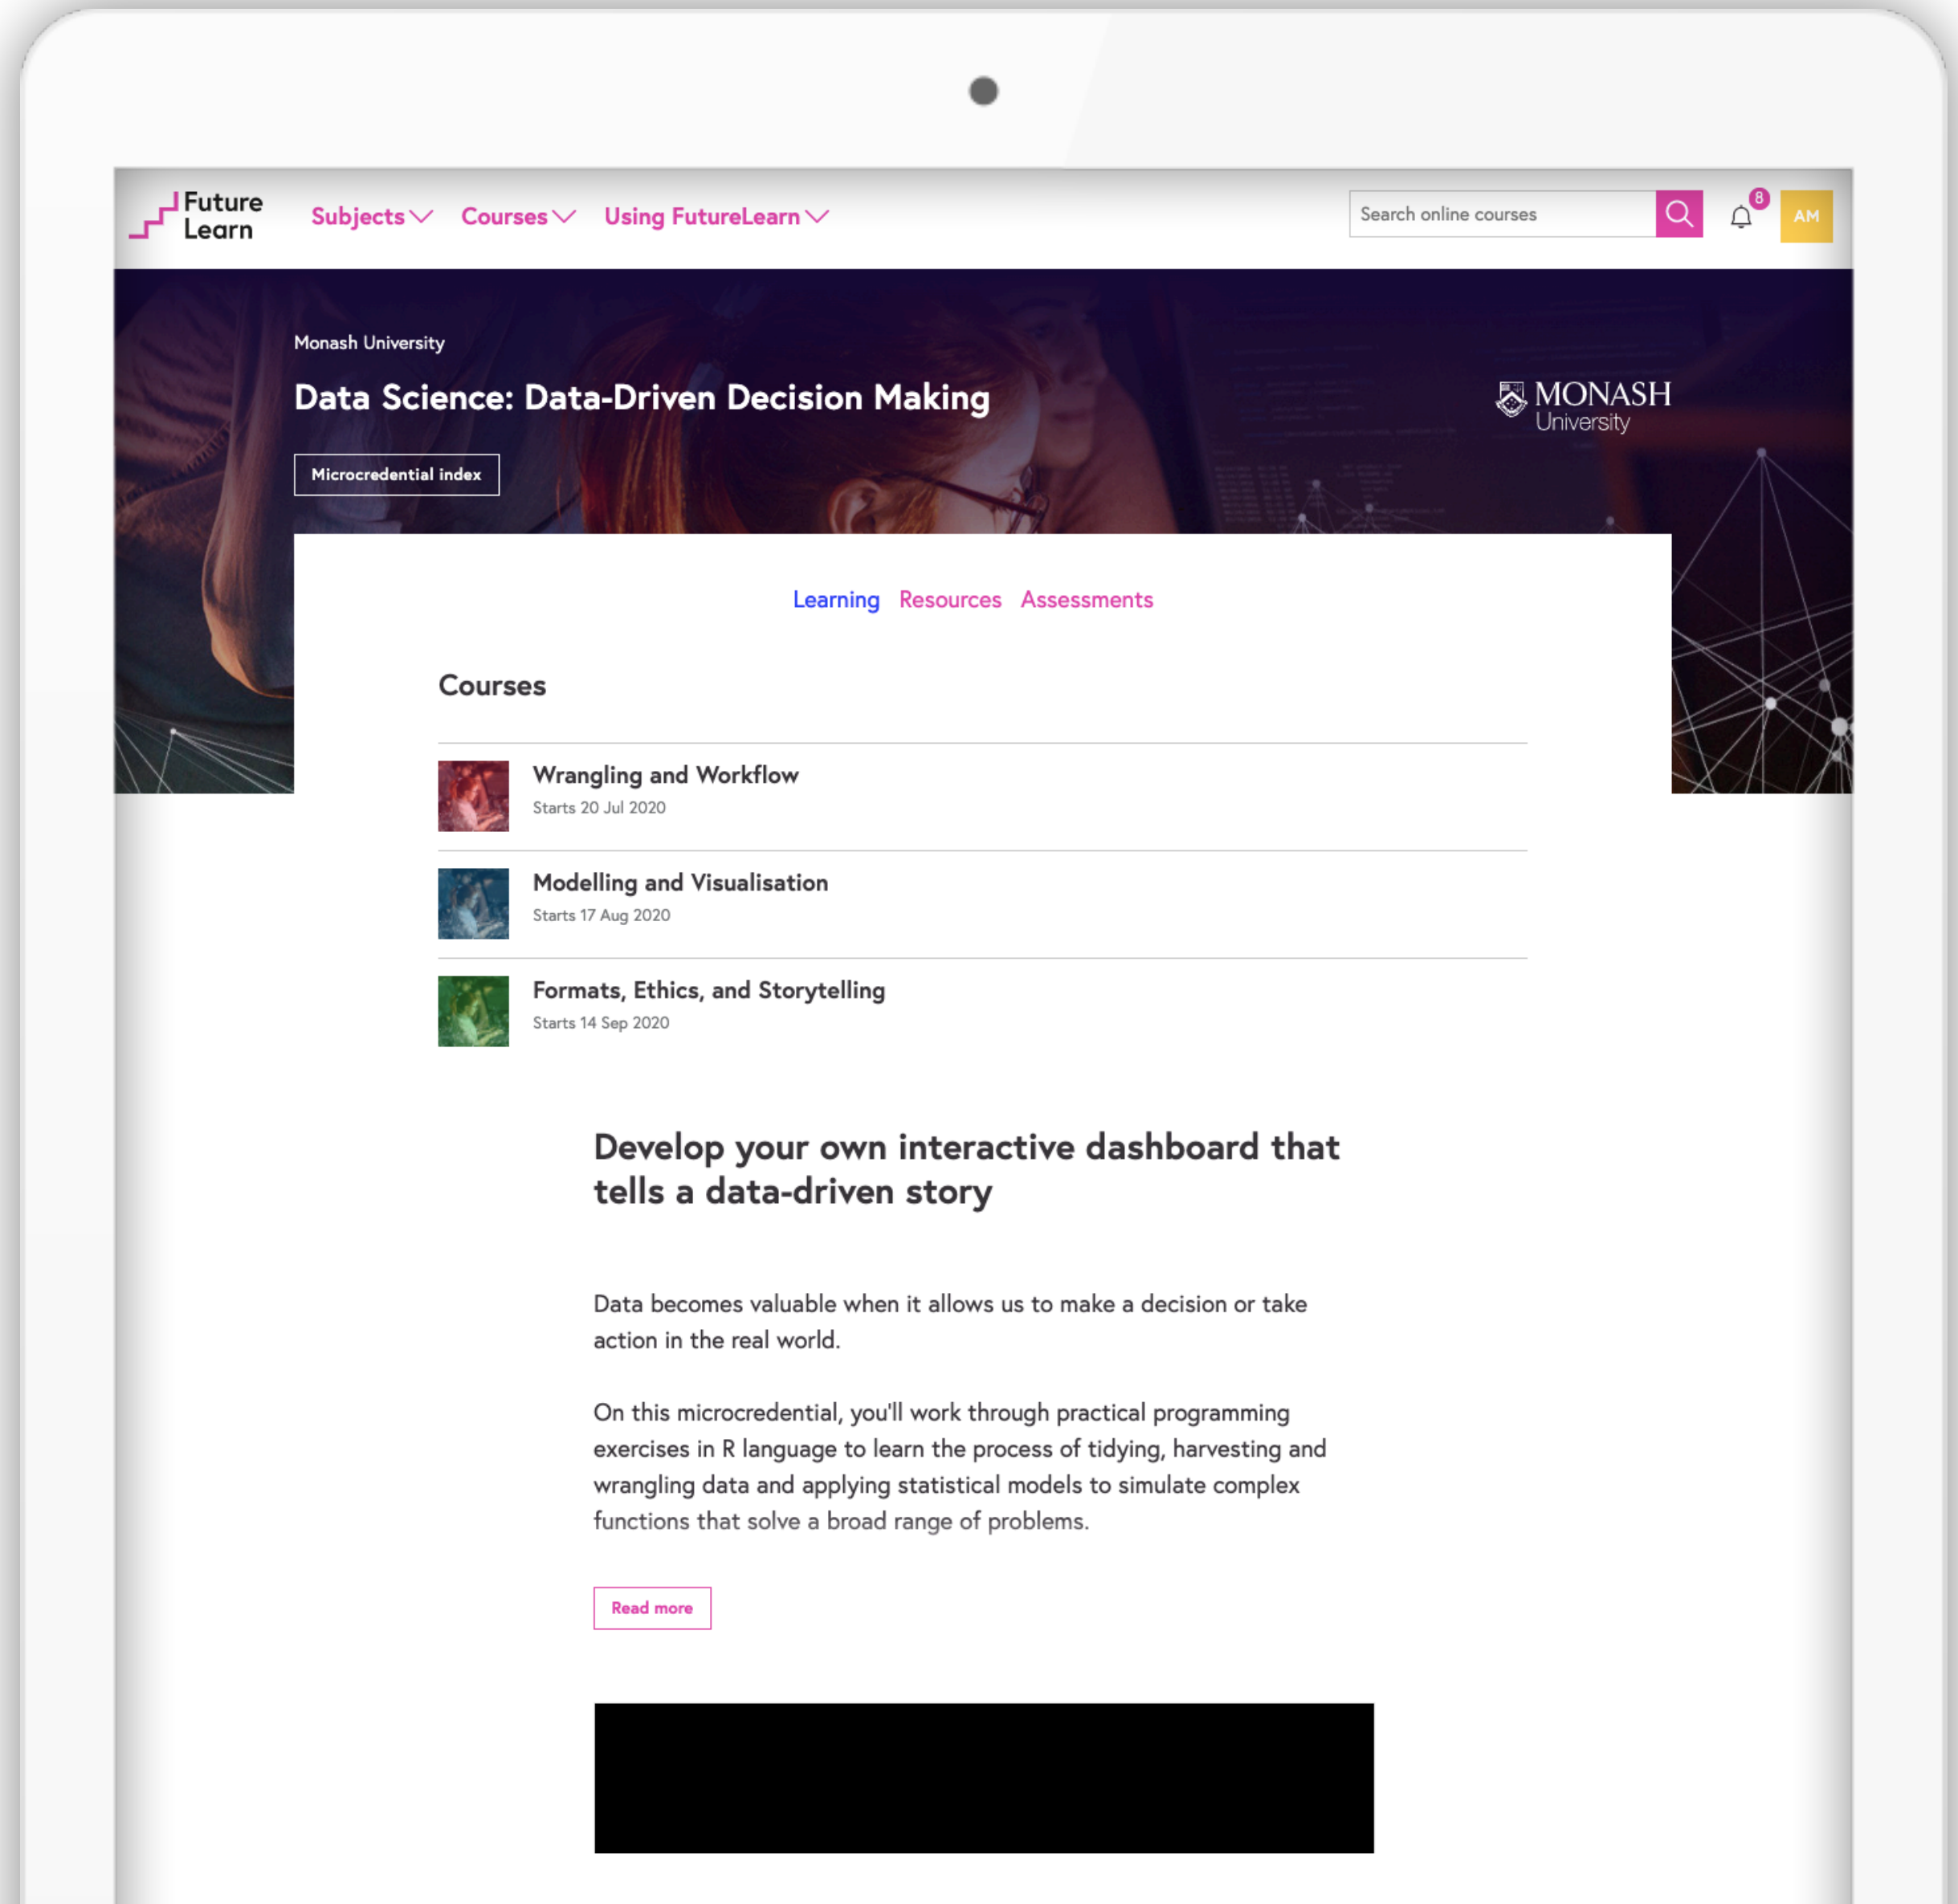 Future
Learn
Subjects
Courses
Using FutureLearn
Search online courses
8
AM
Monash University
Data Science: Data-Driven Decision Making
MONASH
University
Microcredential index
Learning Resources Assessments
Courses
Wrangling and Workflow
Starts 20 Jul 2020
Modelling and Visualisation
Starts 17 Aug 2020
Formats, Ethics, and Storytelling
Starts 14 Sep 2020
Develop your own interactive dashboard that
tells a data-driven story
Data becomes valuable when it allows us to make a decision or take
action in the real world.
On this microcredential, you'll work through practical programming
exercises in R language to learn the process of tidying, harvesting and
wrangling data and applying statistical models to simulate complex
functions that solve a broad range of problems.
Read more